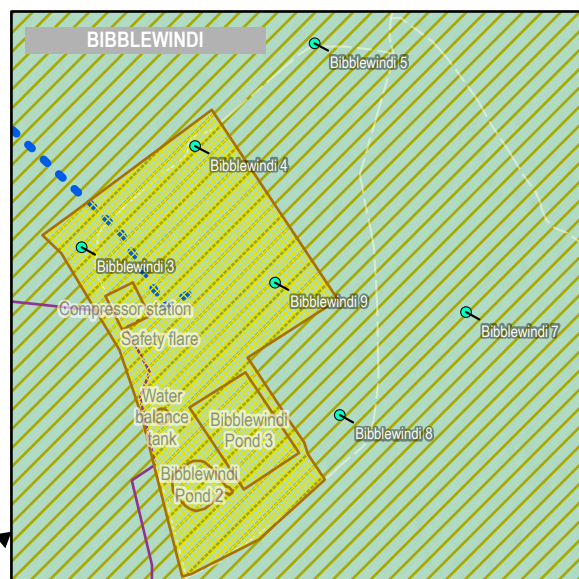 BIBBLEWINDI
Bibblewindi 5
Bibblewindi 4
Bibblewindi 3
Bibblewindi 9
Compressor station
Bibblewindi 7
Safety flare
Water
balance
tank
Bibblewindi
Pond 3
Bibblewindi 8
Bibblewindi
Pond 2